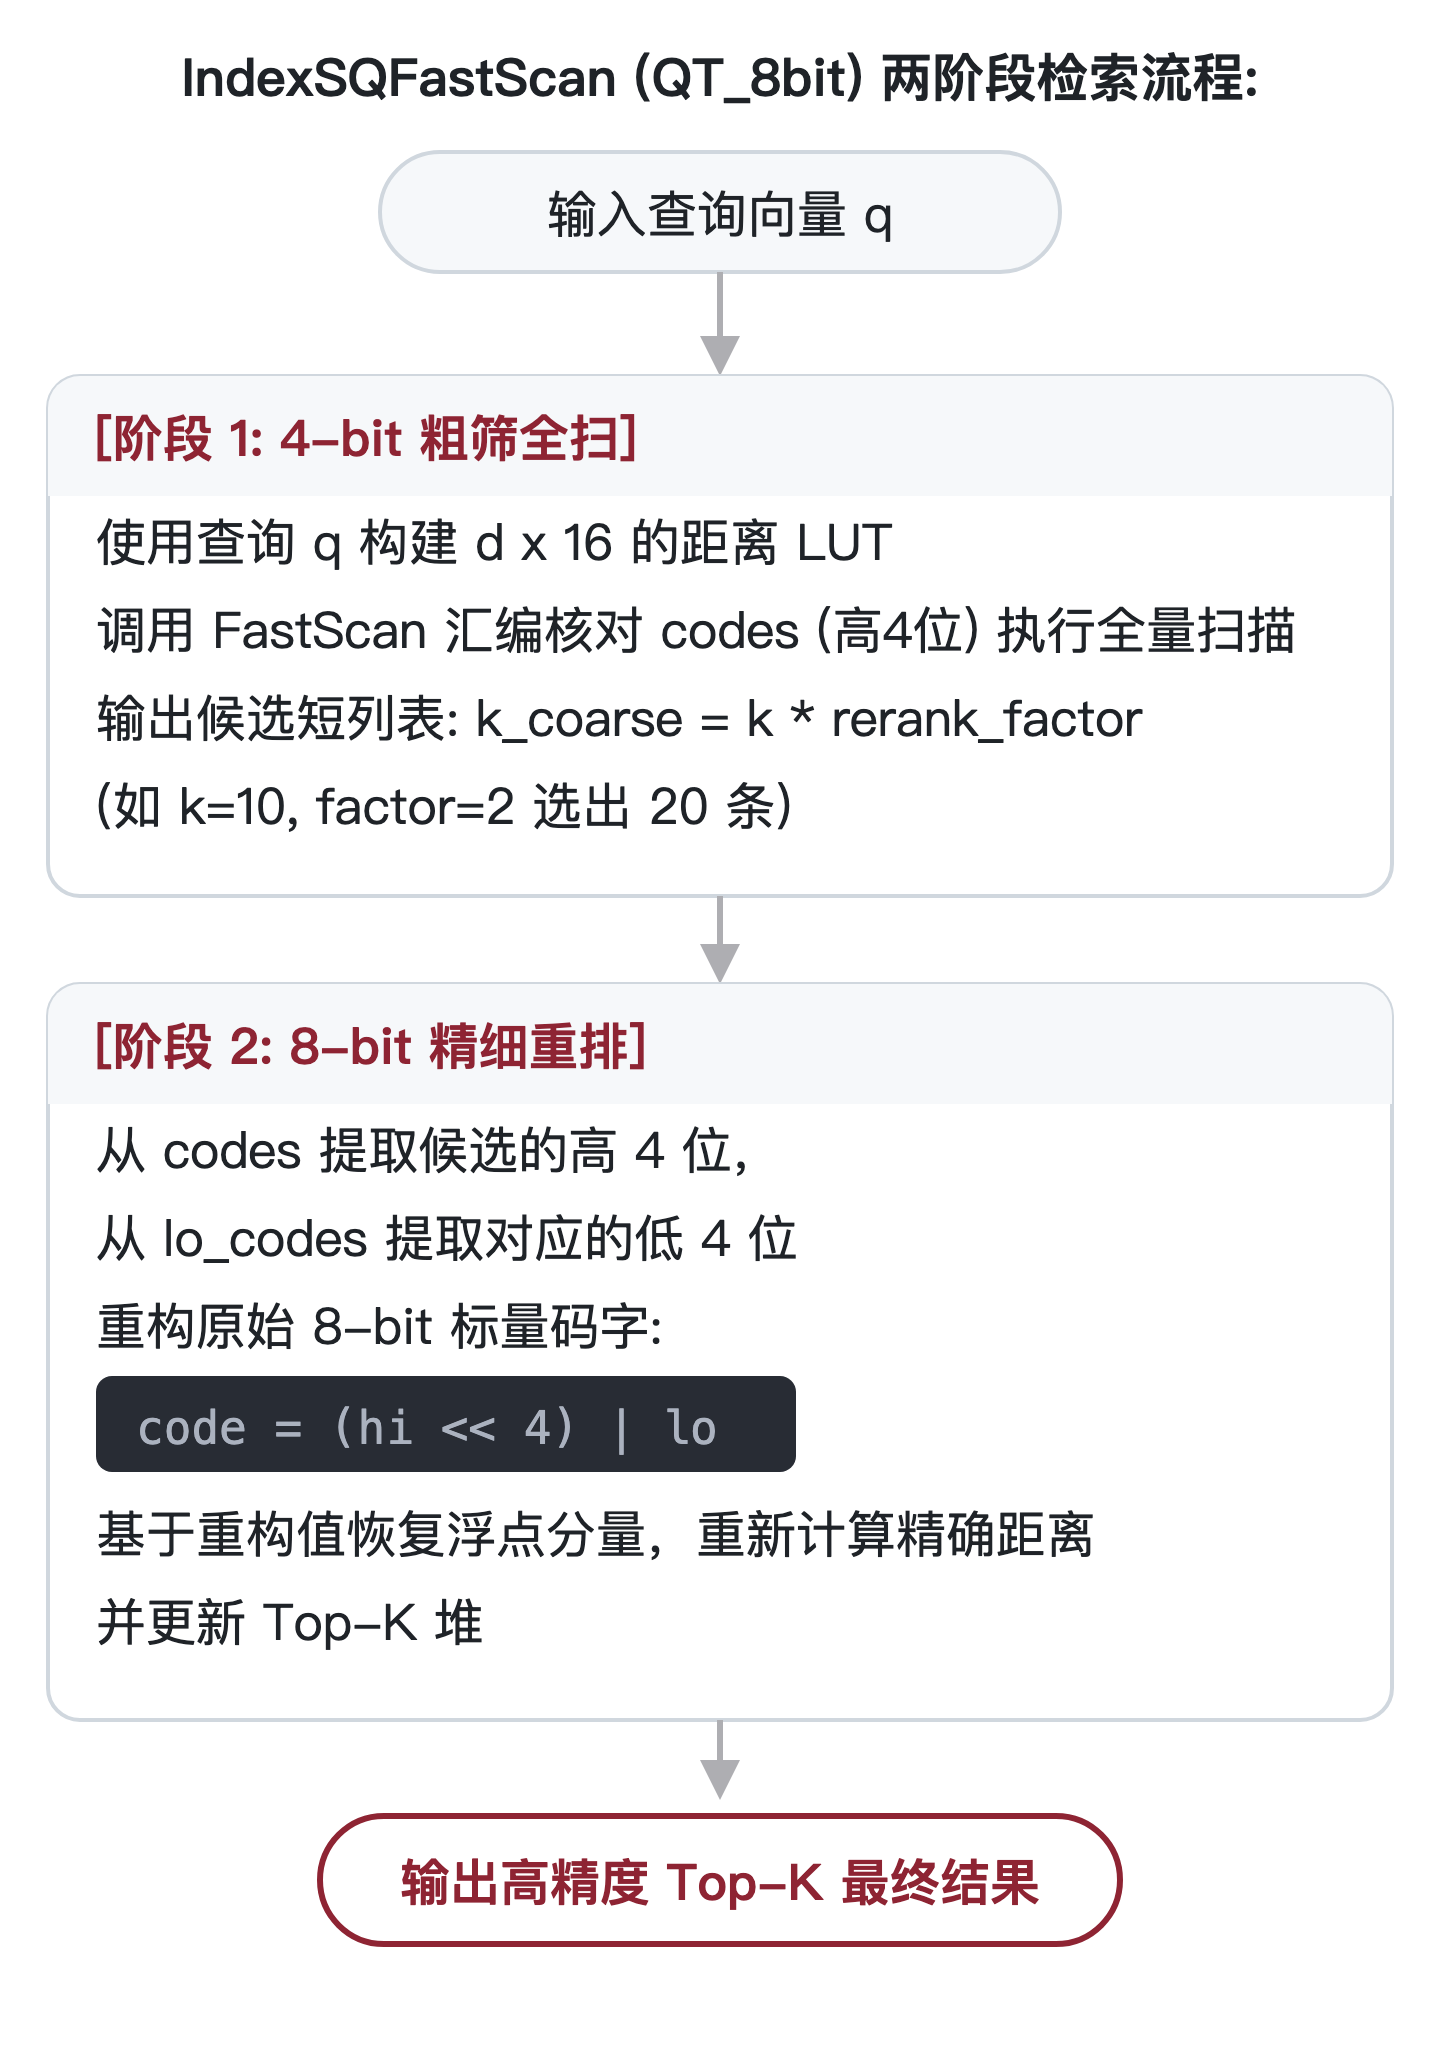 IndexSQFastScan (QT_8bit) 两阶段检索流程:
输入查询向量 q
[阶段 1: 4-bit 粗筛全扫]
使用查询 q 构建 d x 16 的距离 LUT
调用 FastScan 汇编核对 codes (高4位) 执行全量扫描
输出候选短列表: k_coarse = k * rerank_factor
(如 k=10, factor=2 选出 20 条)
[阶段 2: 8-bit 精细重排]
从 codes 提取候选的高 4 位,
从 lo_codes 提取对应的低 4 位
重构原始 8-bit 标量码字:
code = (hi << 4) | lo
基于重构值恢复浮点分量，重新计算精确距离
并更新 Top-K 堆
输出高精度 Top-K 最终结果